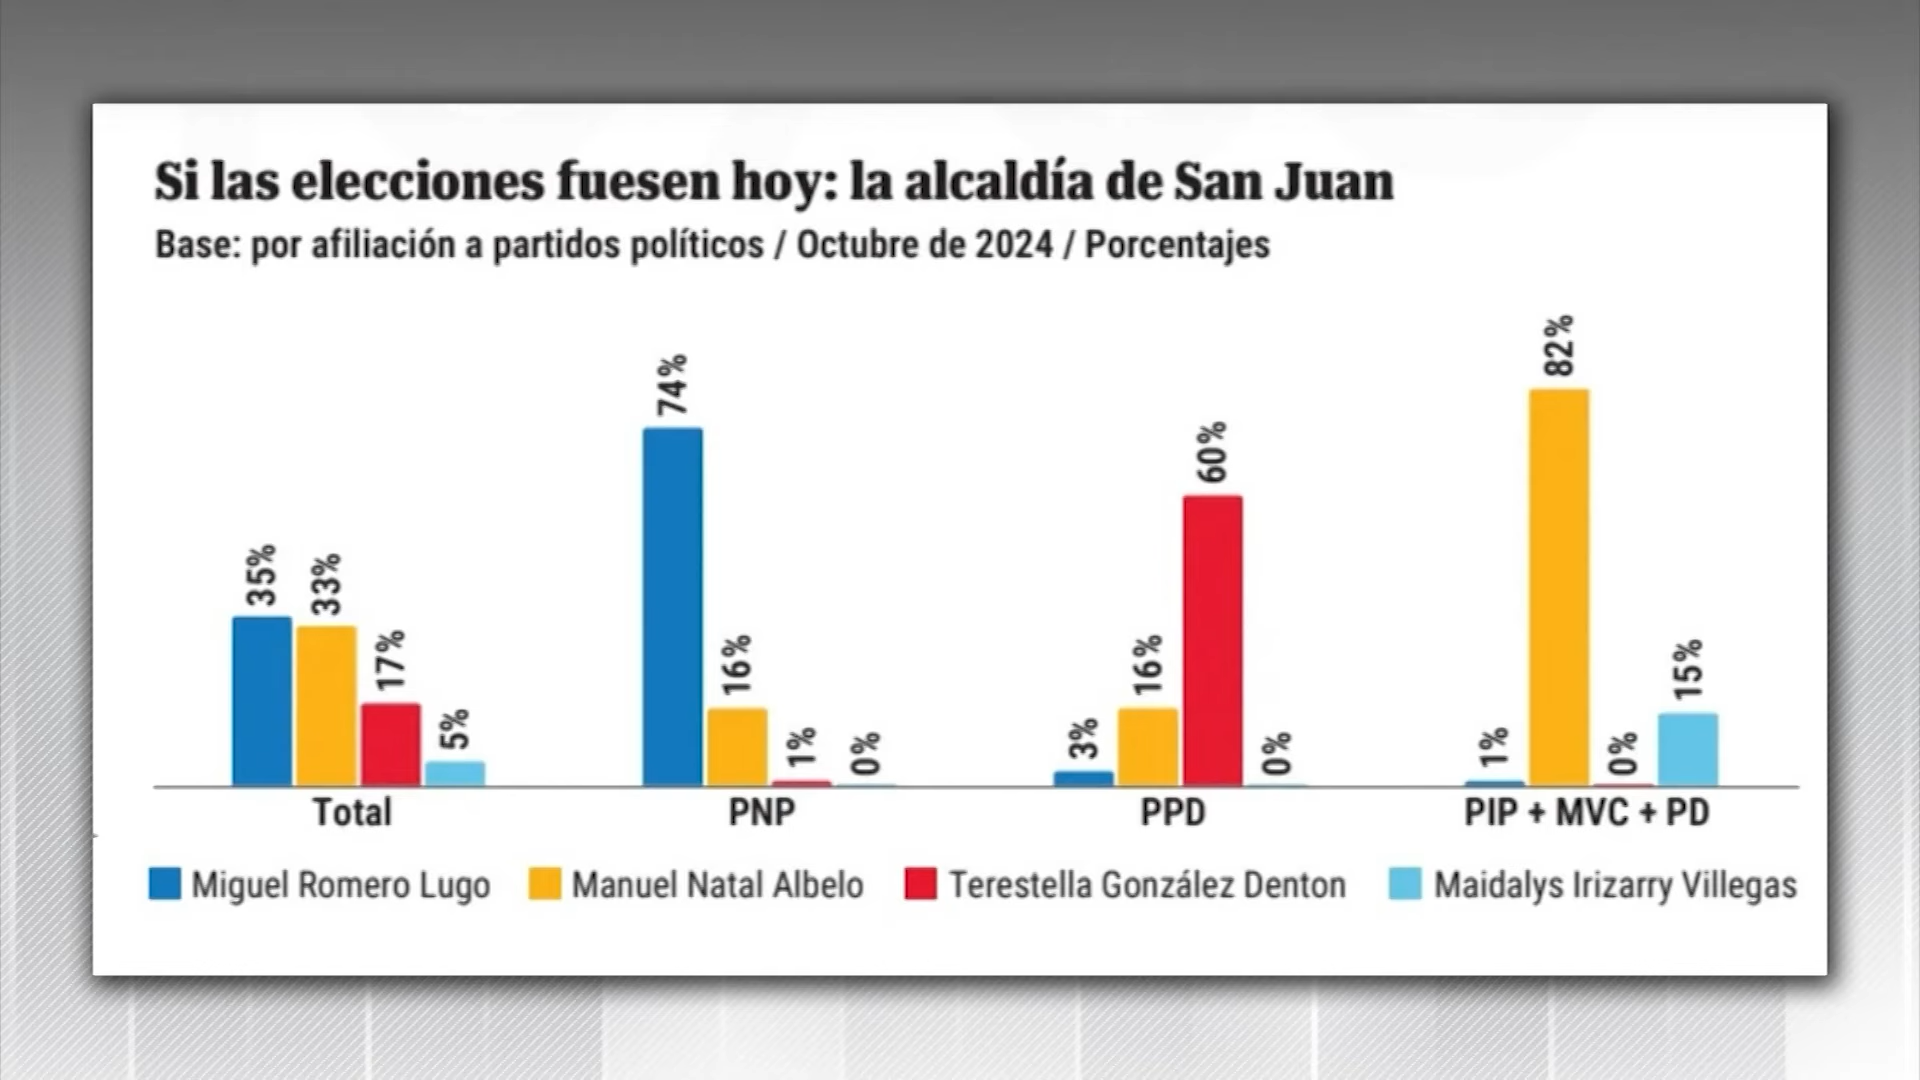 Si las elecciones fuesen hoy: la alcaldía de San Juan
Base: por afiliación a partidos políticos / Octubre de 2024 / Porcentajes
35% 33% 17% 5%
74% 16% 1% 0%
3% 16% 60% 0%
1% 82% 0% 15%
Total PNP PPD PIP + MVC + PD
Miguel Romero Lugo Manuel Natal Albelo Terestella González Denton Maidalys Irizarry Villegas